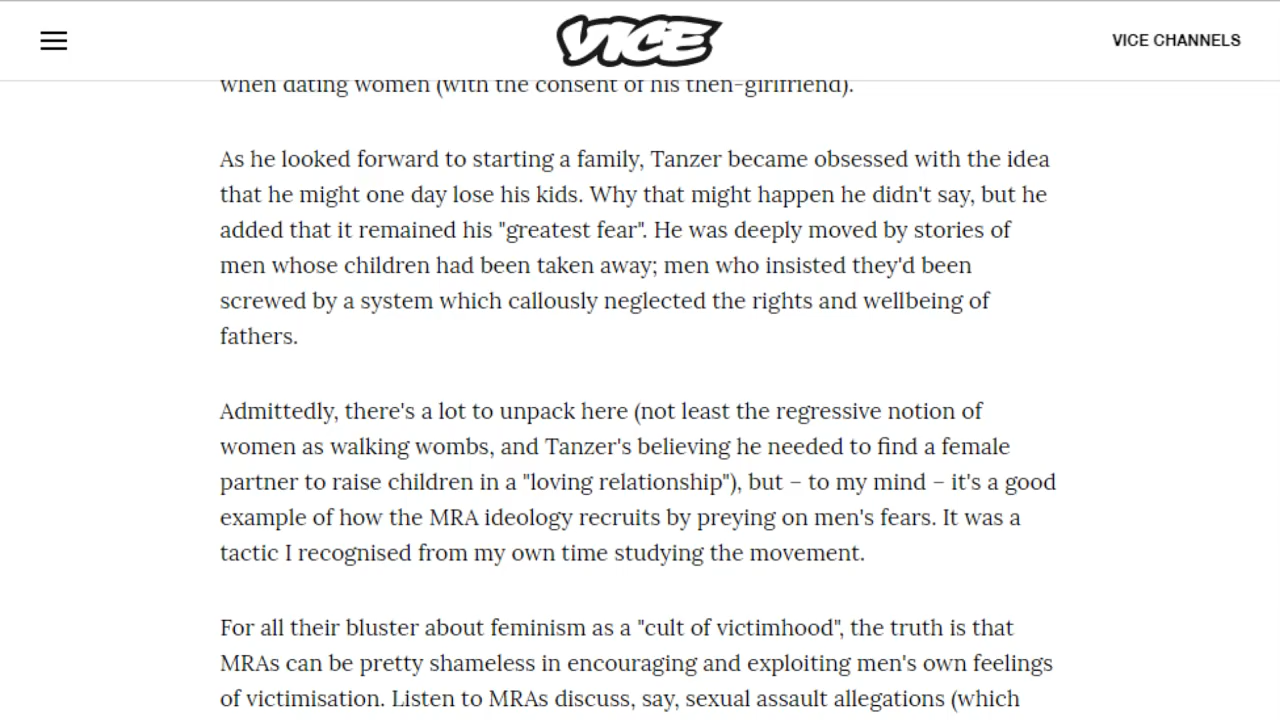 VICE
VICE CHANNELS
when dating women (with the consent of his then-girlfriend).
As he looked forward to starting a family, Tanzer became obsessed with the idea
that he might one day lose his kids. Why that might happen he didn't say, but he
added that it remained his "greatest fear". He was deeply moved by stories of
men whose children had been taken away; men who insisted they'd been
screwed by a system which callously neglected the rights and wellbeing of
fathers.
Admittedly, there's a lot to unpack here (not least the regressive notion of
women as walking wombs, and Tanzer's believing he needed to find a female
partner to raise children in a "loving relationship"), but – to my mind – it's a good
example of how the MRA ideology recruits by preying on men's fears. It was a
tactic I recognised from my own time studying the movement.
For all their bluster about feminism as a "cult of victimhood", the truth is that
MRAs can be pretty shameless in encouraging and exploiting men's own feelings
of victimisation. Listen to MRAs discuss, say, sexual assault allegations (which